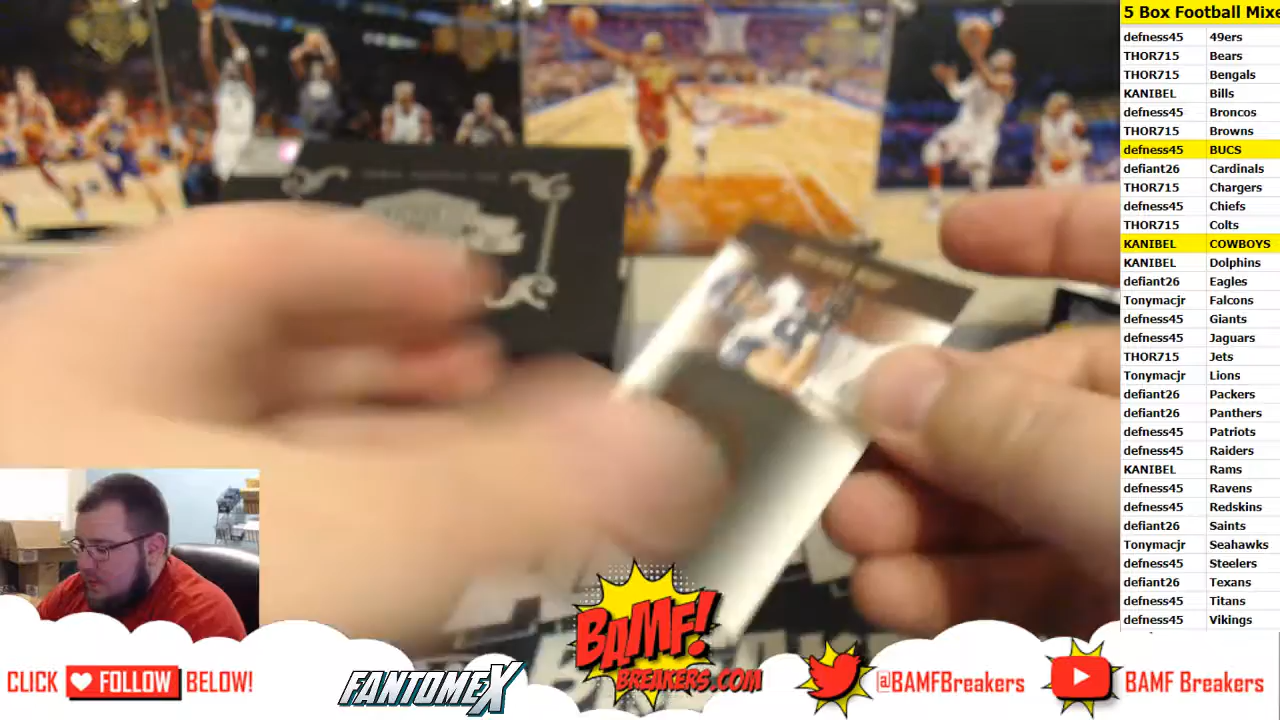 5 Box Football Mixe
defness45 49ers
THOR715 Bears
THOR715 Bengals
KANIBEL Bills
defness45 Broncos
THOR715 Browns
defness45 BUCS
defiant26 Cardinals
THOR715 Chargers
defness45 Chiefs
THOR715 Colts
KANIBEL COWBOYS
KANIBEL Dolphins
defiant26 Eagles
Tonymacjr Falcons
defness45 Giants
defness45 Jaguars
THOR715 Jets
Tonymacjr Lions
defiant26 Packers
defiant26 Panthers
defness45 Patriots
defness45 Raiders
KANIBEL Rams
defness45 Ravens
defness45 Redskins
defiant26 Saints
Tonymacjr Seahawks
defness45 Steelers
defiant26 Texans
defness45 Titans
defness45 Vikings
CLICK FOLLOW BELOW!
FANTOMEX
BAMF!
BREAKERS.COM
@BAMFBreakers
BAMF Breakers